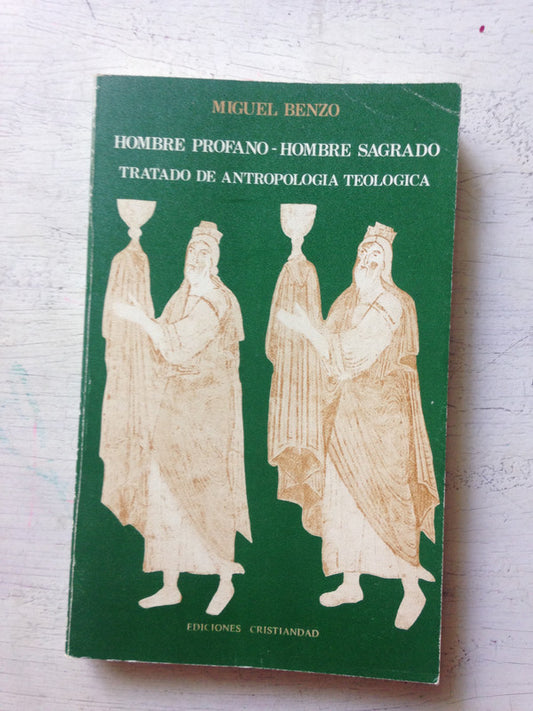 MIGUEL BENZO
HOMBRE PROFANO - HOMBRE SAGRADO
TRATADO DE ANTROPOLOGIA TEOLOGICA
EDICIONES CRISTIANDAD